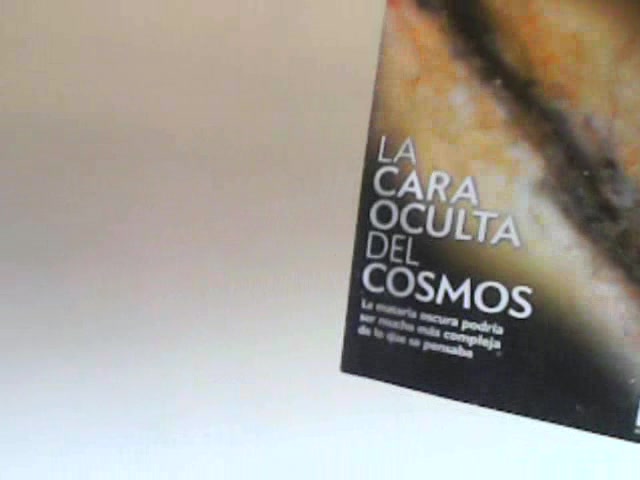 LA
CARA
OCULTA
DEL
COSMOS
La materia oscura podría
ser mucho más compleja
de lo que se pensaba